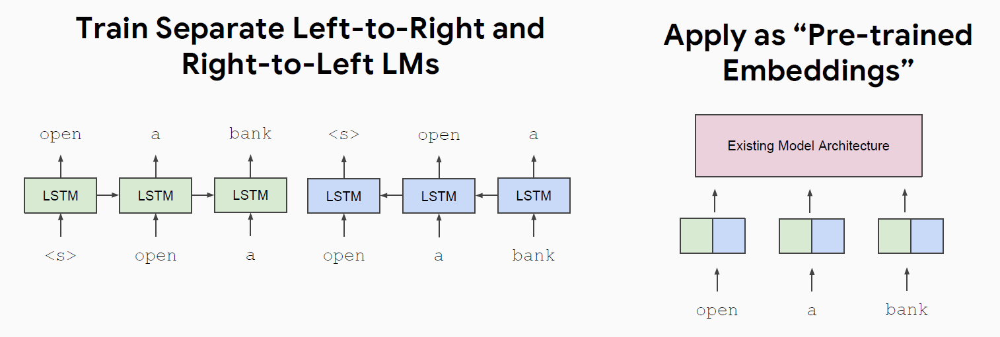 Train Separate Left-to-Right and
Right-to-Left LMs
open a bank <s> open a
LSTM LSTM LSTM LSTM LSTM LSTM
<s> open a open a bank
Apply as “Pre-trained
Embeddings”
Existing Model Architecture
open a bank